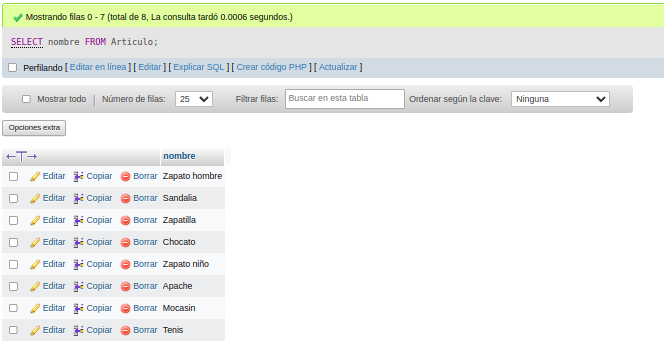 Mostrando filas 0 - 7 (total de 8, La consulta tardó 0.0006 segundos.)
SELECT nombre FROM Articulo;
Perfilando [ Editar en línea ] [ Editar ] [ Explicar SQL ] [ Crear código PHP ] [ Actualizar ]
Mostrar todo | Número de filas: 25 Filtrar filas: Buscar en esta tabla Ordenar según la clave: Ninguna
Opciones extra
←T→ nombre
Editar Copiar Borrar Zapato hombre
Editar Copiar Borrar Sandalia
Editar Copiar Borrar Zapatilla
Editar Copiar Borrar Chocato
Editar Copiar Borrar Zapato niño
Editar Copiar Borrar Apache
Editar Copiar Borrar Mocasin
Editar Copiar Borrar Tenis